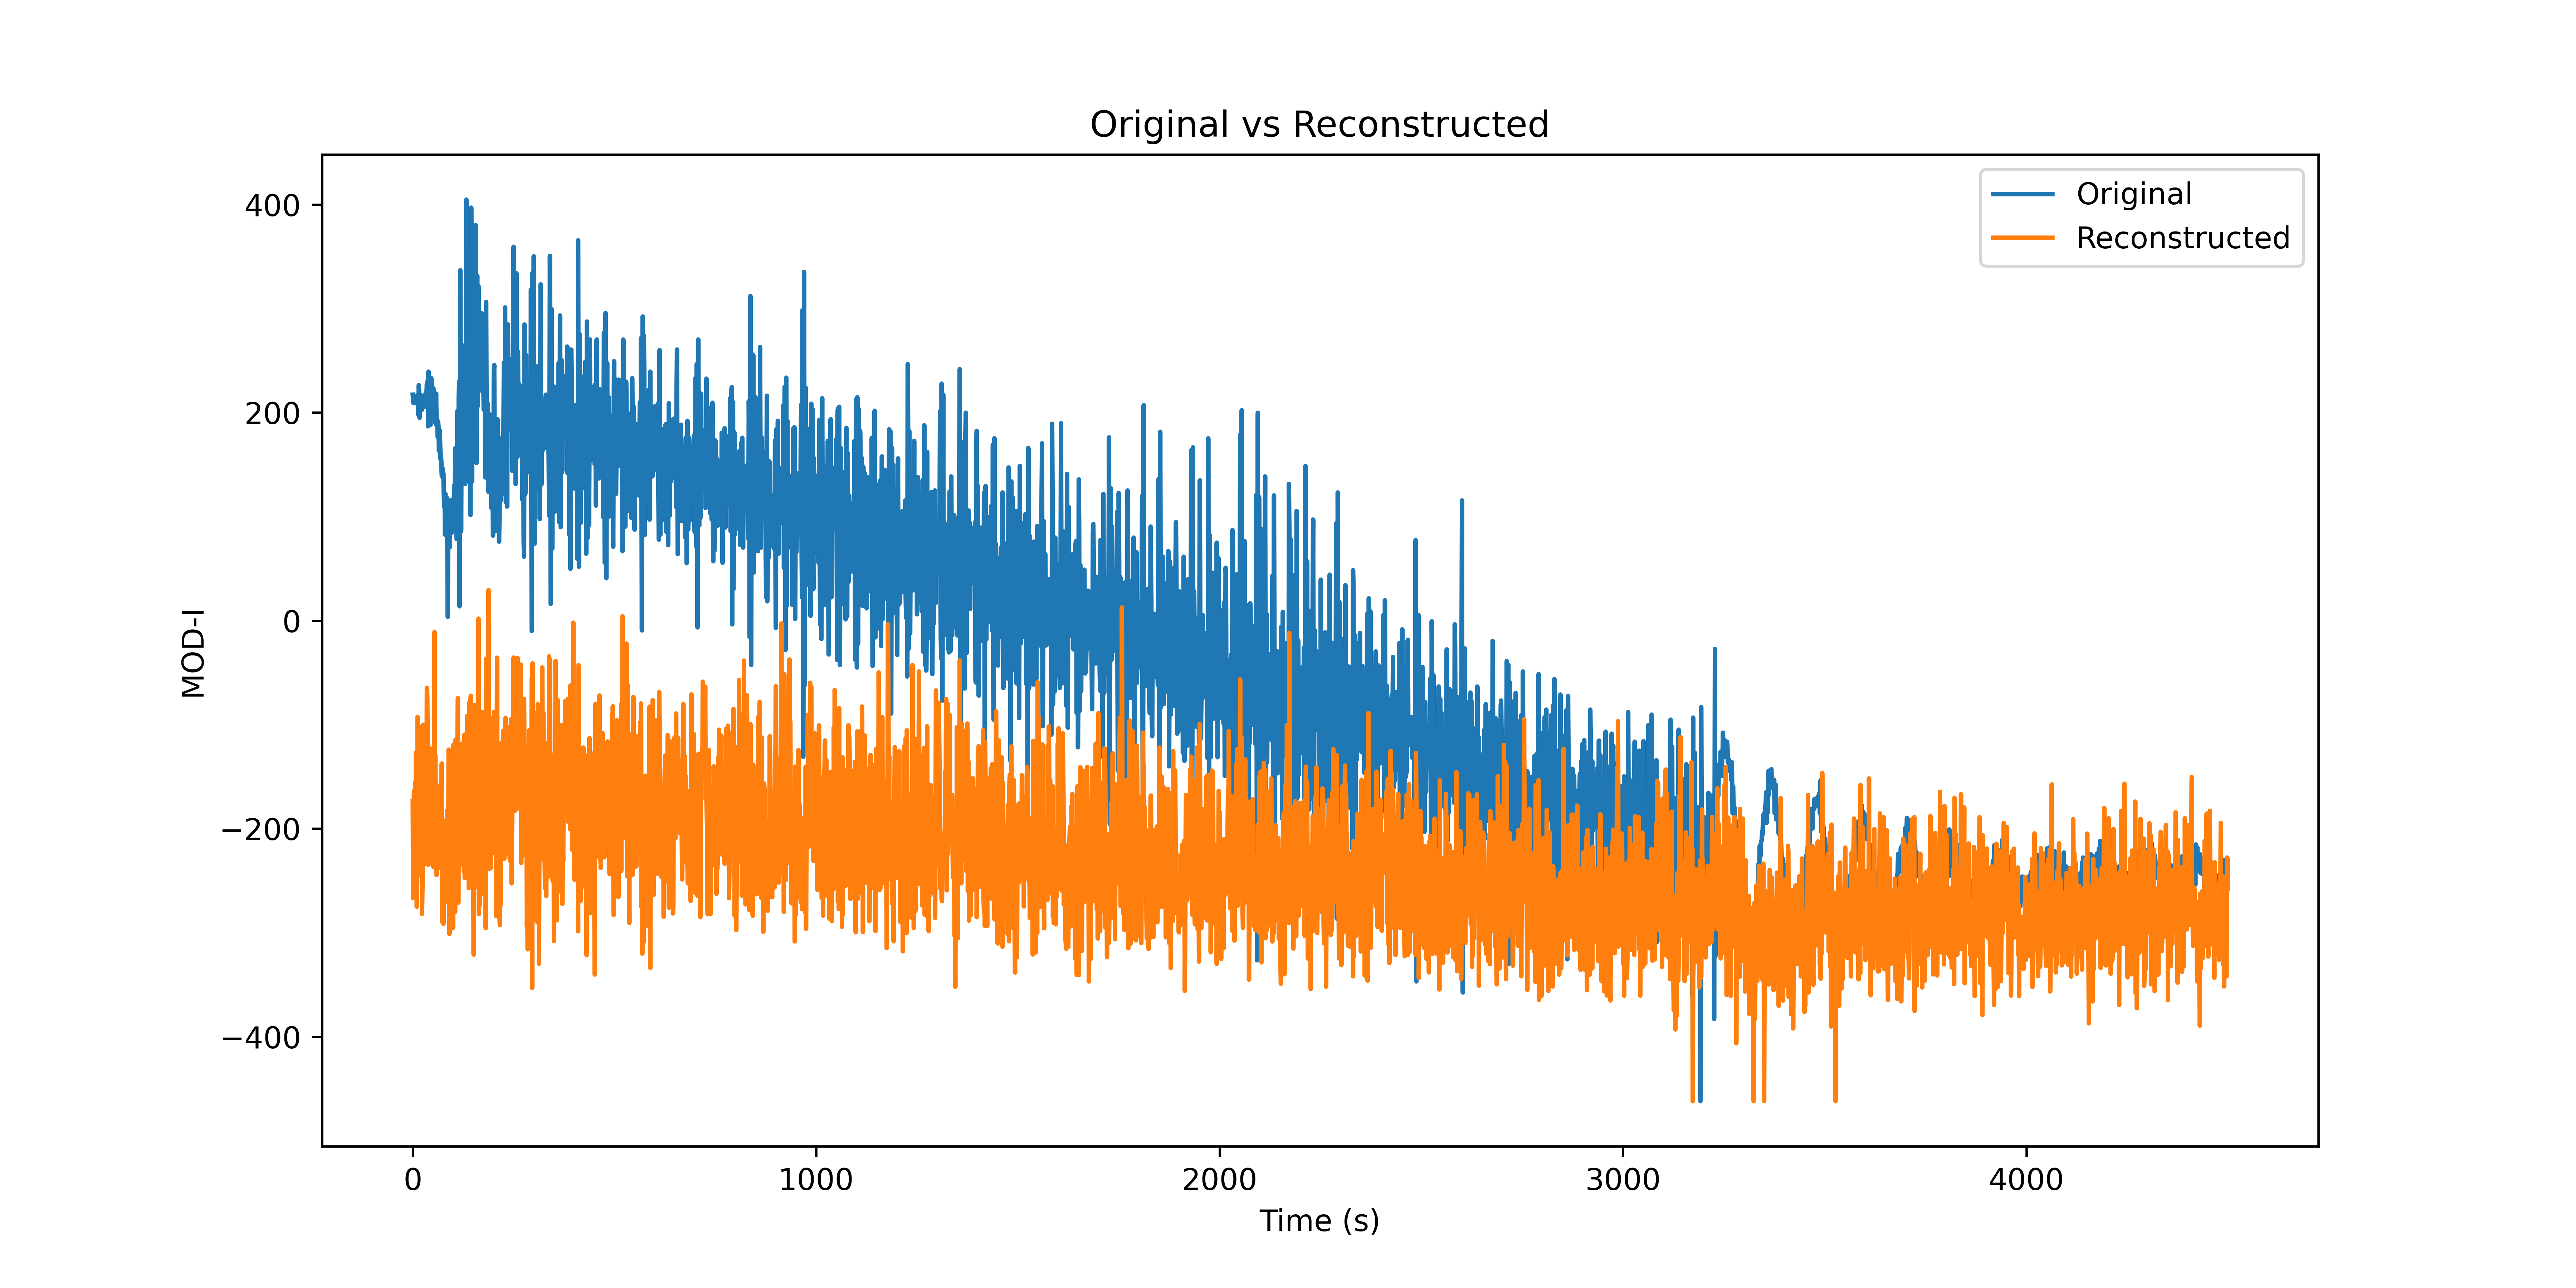 Original vs Reconstructed
Original
Reconstructed
400
200
0
−200
−400
MOD-I
0 1000 2000 3000 4000
Time (s)